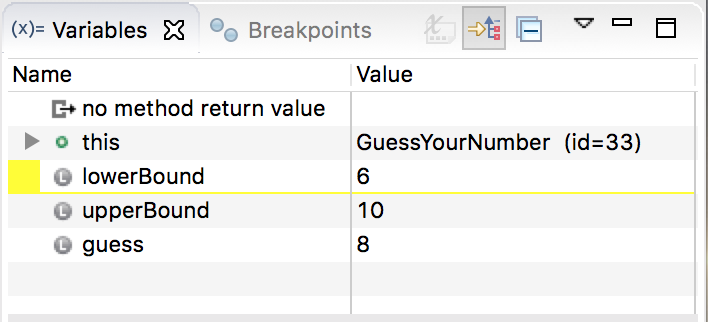 (x)= Variables Breakpoints
Name Value
no method return value
this GuessYourNumber (id=33)
lowerBound 6
upperBound 10
guess 8